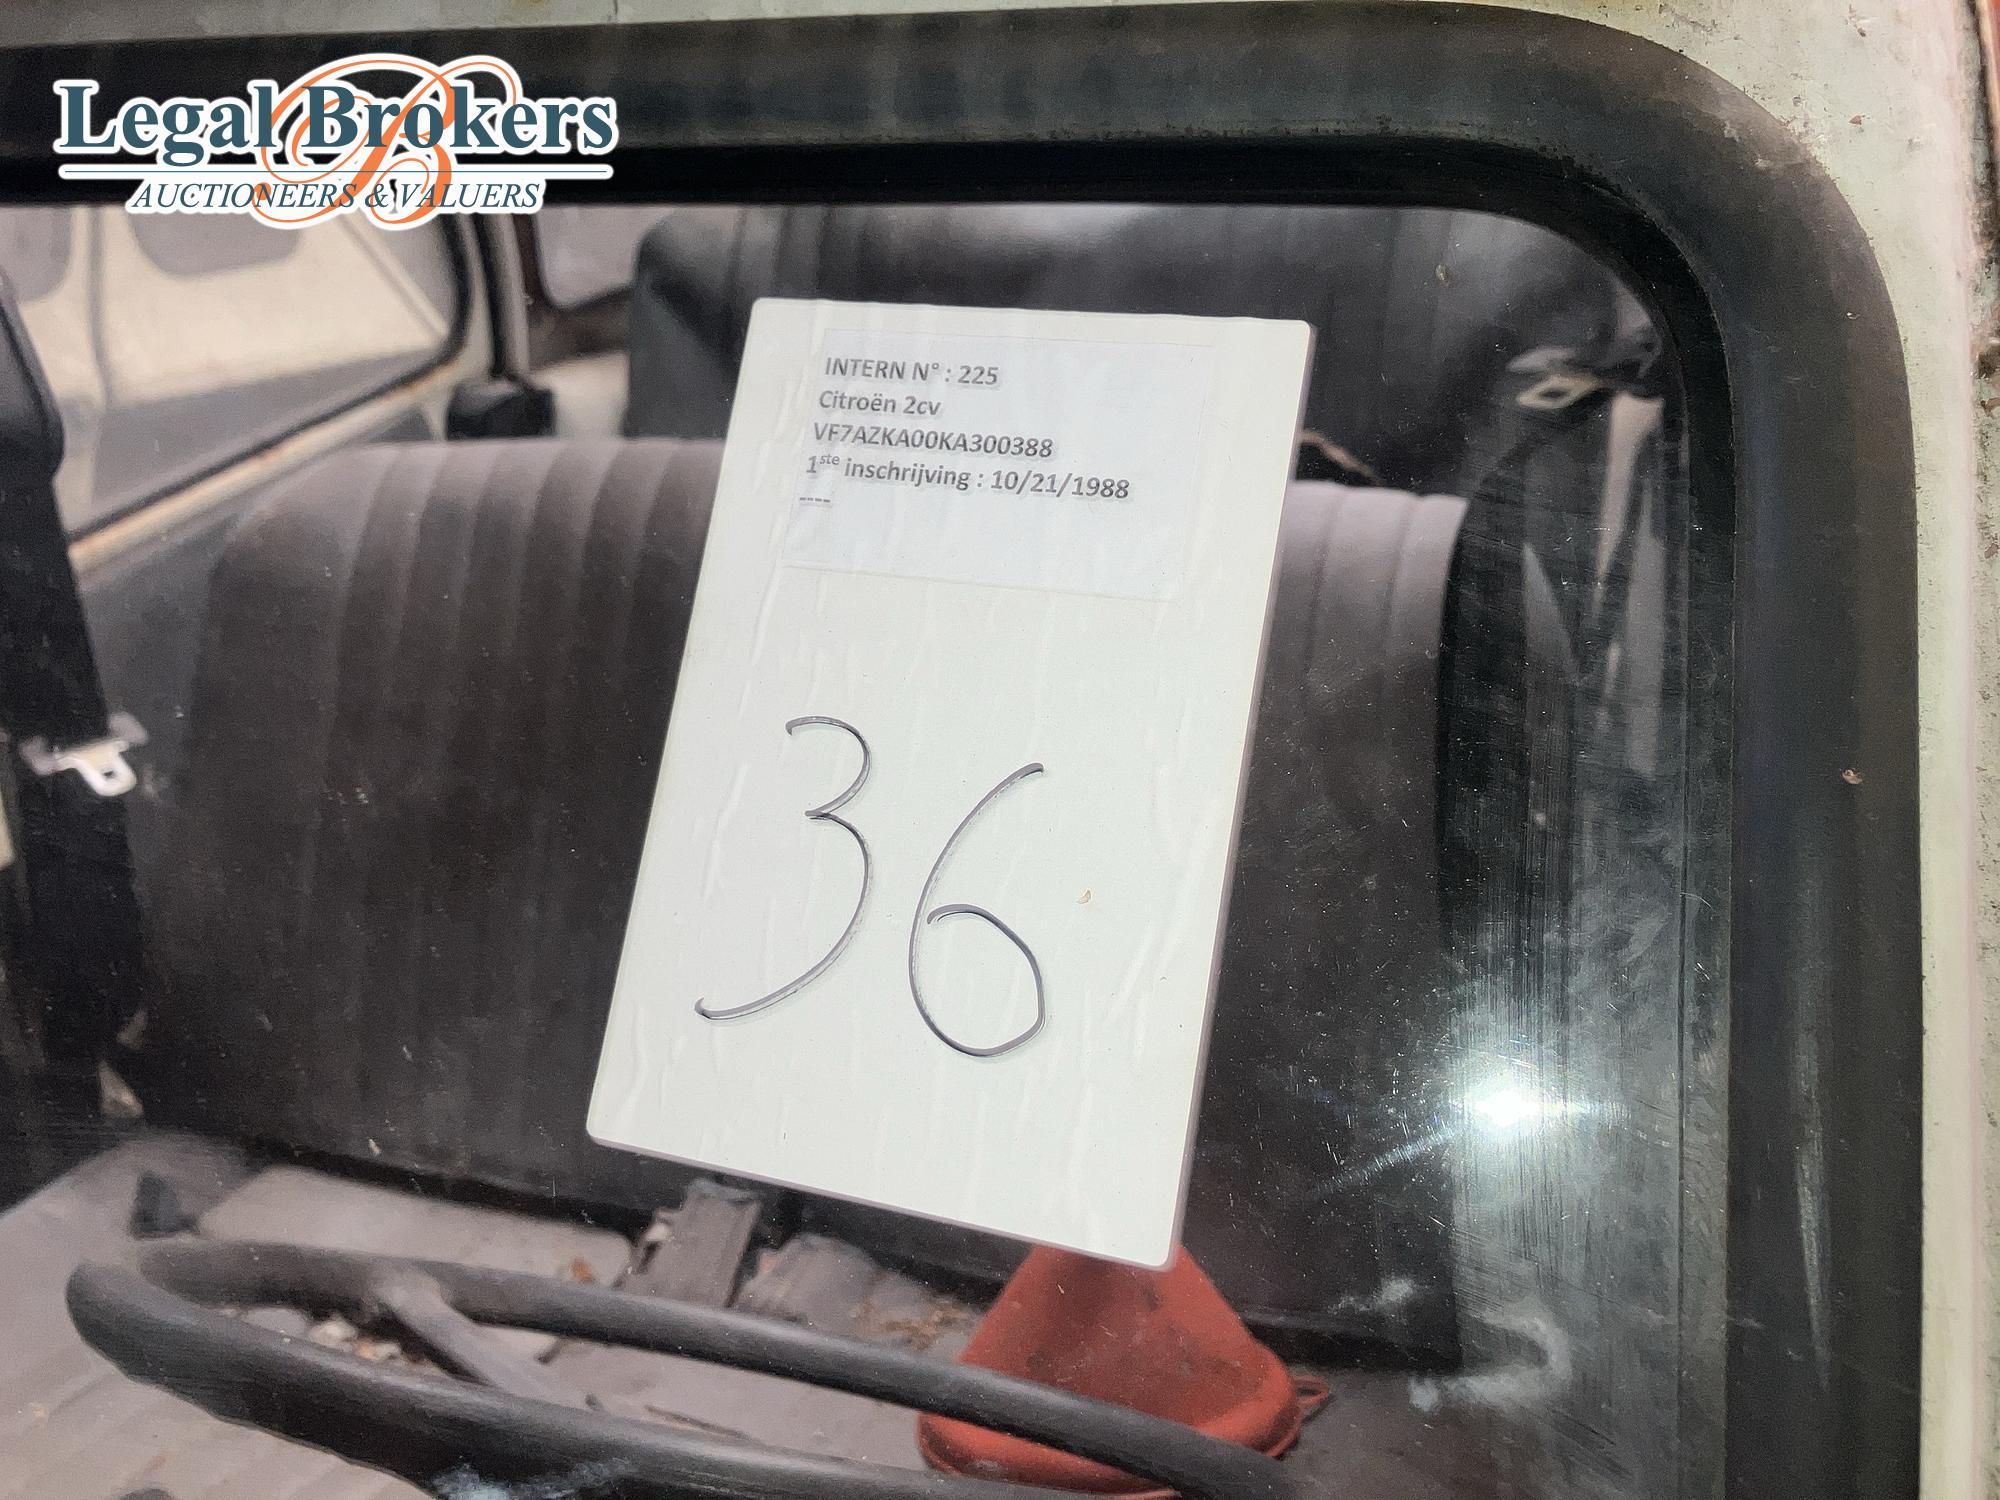 Legal Brokers
AUCTIONEERS & VALUERS
INTERN N° : 225
Citroën 2cv
VF7AZKA00KA300388
1ste inschrijving : 10/21/1988
----
36